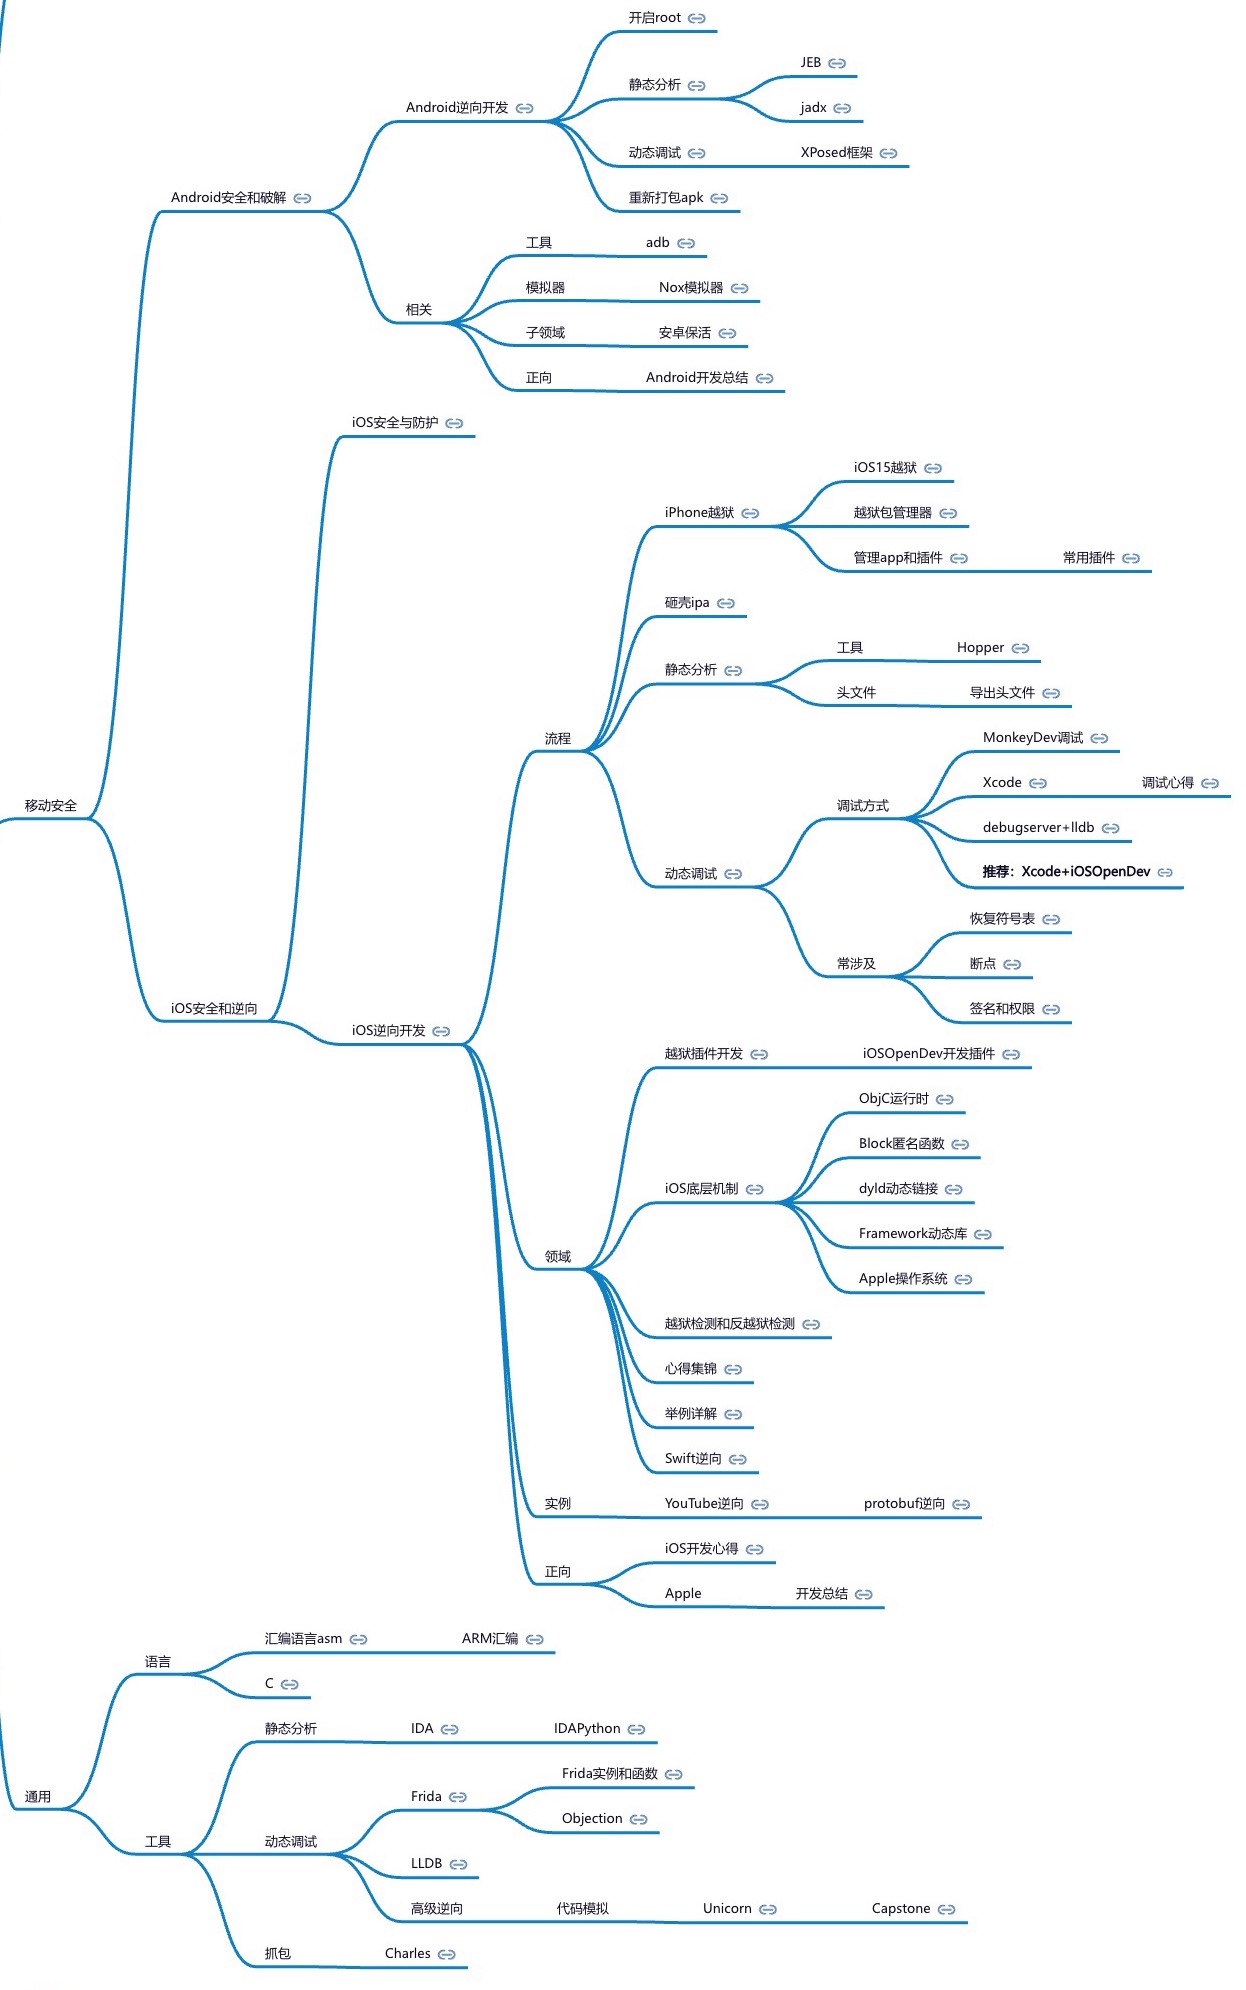 开启root
JEB
静态分析
jadx
Android逆向开发
动态调试
XPosed框架
重新打包apk
Android安全和破解
工具
adb
模拟器
Nox模拟器
相关
子领域
安卓保活
正向
Android开发总结
iOS安全与防护
iOS15越狱
iPhone越狱
越狱包管理器
管理app和插件
常用插件
砸壳ipa
工具
Hopper
静态分析
头文件
导出头文件
流程
MonkeyDev调试
Xcode
调试心得
移动安全
调试方式
debugserver+lldb
推荐：Xcode+iOSOpenDev
动态调试
恢复符号表
常涉及
断点
签名和权限
iOS安全和逆向
iOS逆向开发
越狱插件开发
iOSOpenDev开发插件
ObjC运行时
Block匿名函数
iOS底层机制
dyld动态链接
Framework动态库
领域
Apple操作系统
越狱检测和反越狱检测
心得集锦
举例详解
Swift逆向
实例
YouTube逆向
protobuf逆向
iOS开发心得
正向
Apple
开发总结
汇编语言asm
ARM汇编
语言
C
静态分析
IDA
IDAPython
Frida实例和函数
通用
Frida
Objection
工具
动态调试
LLDB
高级逆向
代码模拟
Unicorn
Capstone
抓包
Charles